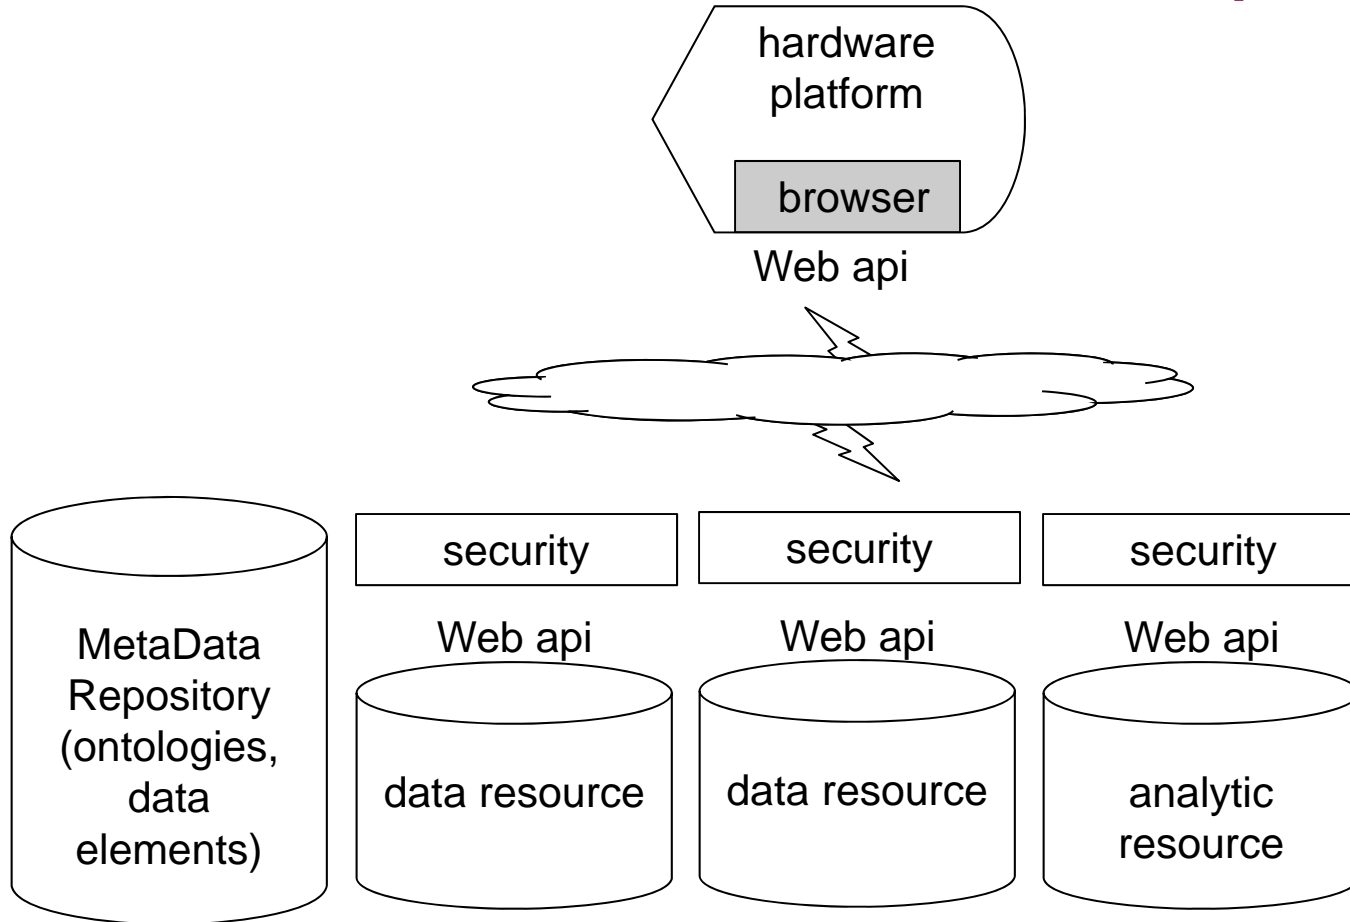 hardware
platform
browser
Web api
security
security
security
Web api
Web api
Web api
MetaData
Repository
(ontologies,
data
elements)
data resource
data resource
analytic
resource